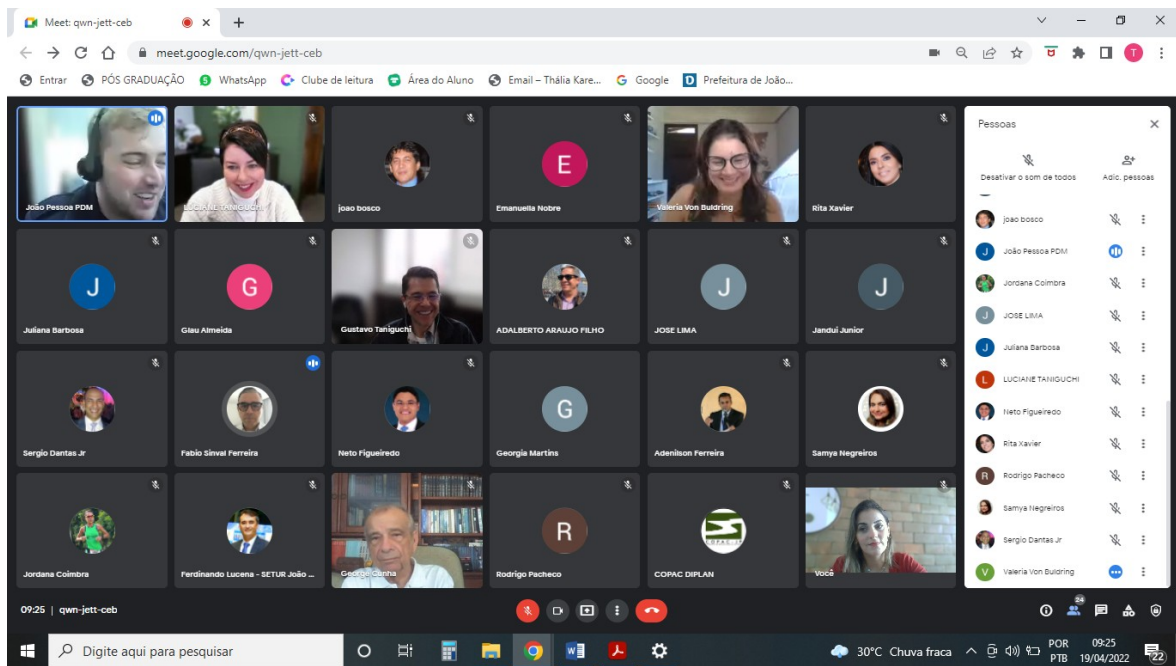 Meet: qwn-jett-ceb
meet.google.com/qwn-jett-ceb
T
Entrar PÓS GRADUAÇÃO WhatsApp Clube de leitura Área do Aluno Email – Thália Kare... Google Prefeitura de João...
João Pessoa PDM
LUCIANE TANIGUCHI
joao bosco
E
Emanuella Nobre
Valeria Von Buldring
Rita Xavier
J
Juliana Barbosa
G
Glau Almeida
Gustavo Taniguchi
ADALBERTO ARAUJO FILHO
J
JOSE LIMA
J
Jandui Junior
Sergio Dantas Jr
Fabio Sinval Ferreira
Neto Figueiredo
G
Georgia Martins
Adenilson Ferreira
Samya Negreiros
Jordana Coimbra
Ferdinando Lucena - SETUR João ...
George Cunha
R
Rodrigo Pacheco
COPAC DIPLAN
Você
Pessoas
Desativar o som de todos
Adic. pessoas
joao bosco
J João Pessoa PDM
Jordana Coimbra
J JOSE LIMA
J Juliana Barbosa
L LUCIANE TANIGUCHI
Neto Figueiredo
Rita Xavier
R Rodrigo Pacheco
Samya Negreiros
Sergio Dantas Jr
V Valeria Von Buldring
09:25 | qwn-jett-ceb
24
Digite aqui para pesquisar
30°C Chuva fraca
POR
PTB
09:25
19/04/2022
22